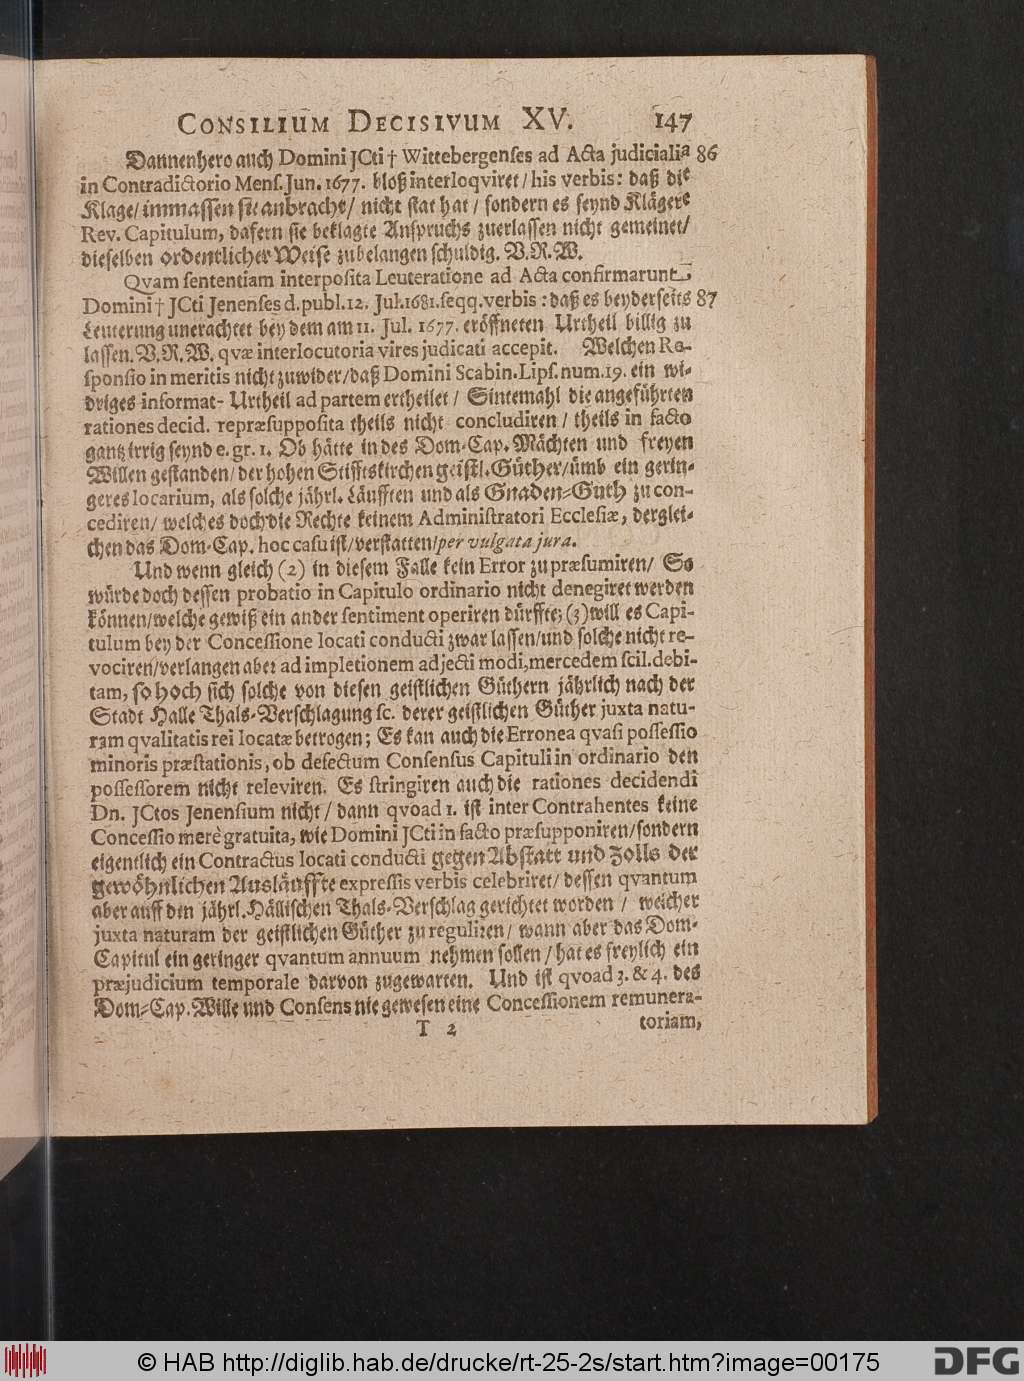 CONSILIUM DECISIVUM XV. 147
Dannenhero auch Domini JCti † Wittebergenses ad Acta judicialia 86
in Contradictorio Mens. Jun. 1677. bloß interloqviret / his verbis: daß die
Klage / immassen sie anbracht / nicht stat hat / sondern es seynd Klägere
Rev. Capitulum, dafern sie beklagte Anspruchs zuerlassen nicht gemeinet /
dieselben ordentlicher Weise zubelangen schuldig. V. R. W.
Qvam sententiam interposita Leuteratione ad Acta confirmarunt
Domini † JCti Jenenses d. publ. 12. Jul. 1681. seqq. verbis: daß es beyderseits 87
Leuterung unerachtet bey dem am 11. Jul. 1677. eröffneten Urtheil billig zu
lassen. V. R. W. qvæ interlocutoria vires judicati accepit. Welchen Re-
sponsio in meritis nicht zuwider / daß Domini Scabin. Lips. num. 19. ein wi-
driges informat- Urtheil ad partem ertheilet / Sintemahl die angeführten
rationes decid. repræsupposita theils nicht concludiren / theils in facto
gantz irrig seynd e. gr. 1. Ob hätte in des Dom-Cap. Mächten und freyen
Willen gestanden / der hohen Stifftskirchen geistl. Güther / ümb ein gerin-
geres locarium, als solche jährl. Läufften und als Gnaden-Guth zu con-
cediren / welches doch die Rechte keinem Administratori Ecclesiæ, derglei-
chen das Dom-Cap. hoc casu ist / verstatten / per vulgata jura.
Und wenn gleich (2) in diesem Falle kein Error zu præsumiren / So
würde doch dessen probatio in Capitulo ordinario nicht denegiret werden
können / welche gewiß ein ander sentiment operiren dürffte; (3) will es Capi-
tulum bey der Concessione locati conducti zwar lassen / und solche nicht re-
vociren / verlangen aber ad impletionem adjecti modi, mercedem scil. debi-
tam, so hoch sich solche von diesen geistlichen Güthern jährlich nach der
Stadt Halle Thals-Verschlagung sc. derer geistlichen Güther juxta natu-
ram qvalitatis rei locatæ betrogen; Es kan auch die Erronea qvasi possessio
minoris præstationis, ob defectum Consensus Capituli in ordinario den
possessorem nicht releviren. Es stringiren auch die rationes decidendi
Dn. JCtos Jenensium nicht / dann qvoad 1. ist inter Contrahentes keine
Concessio merè gratuita, wie Domini JCti in facto præsupponiren / sondern
eigentlich ein Contractus locati conducti gegen Abstatt und Zolls der
gewöhnlichen Ausläuffte expressis verbis celebriret / dessen qvantum
aber auff den jährl. Hällischen Thals-Verschlag gerichtet worden / welcher
juxta naturam der geistlichen Güther zu reguliren / wann aber das Dom-
Capitul ein geringer qvantum annuum nehmen sollen / hat es freylich ein
præjudicium temporale darvon zugewarten. Und ist qvoad 3. & 4. des
Dom-Cap. Wille und Consens nie gewesen eine Concessionem remunera-
T 2 toriam,
© HAB http://diglib.hab.de/drucke/rt-25-2s/start.htm?image=00175 DFG